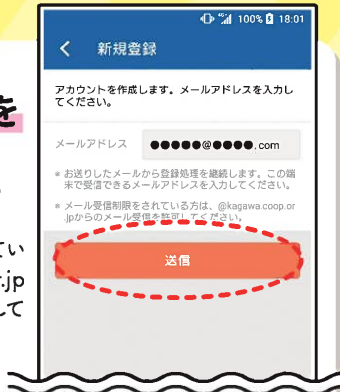 100% 18:01
新規登録
アカウントを作成します。メールアドレスを入力し
てください。
メールアドレス ●●●●●@●●●●.com
※ お送りしたメールから登録処理を継続します。この端
末で受信できるメールアドレスを入力してください。
※ メール受信制限をされている方は、@kagawa.coop.or
.jpからのメール受信を許可してください。
送信
を
てい
.jp
して